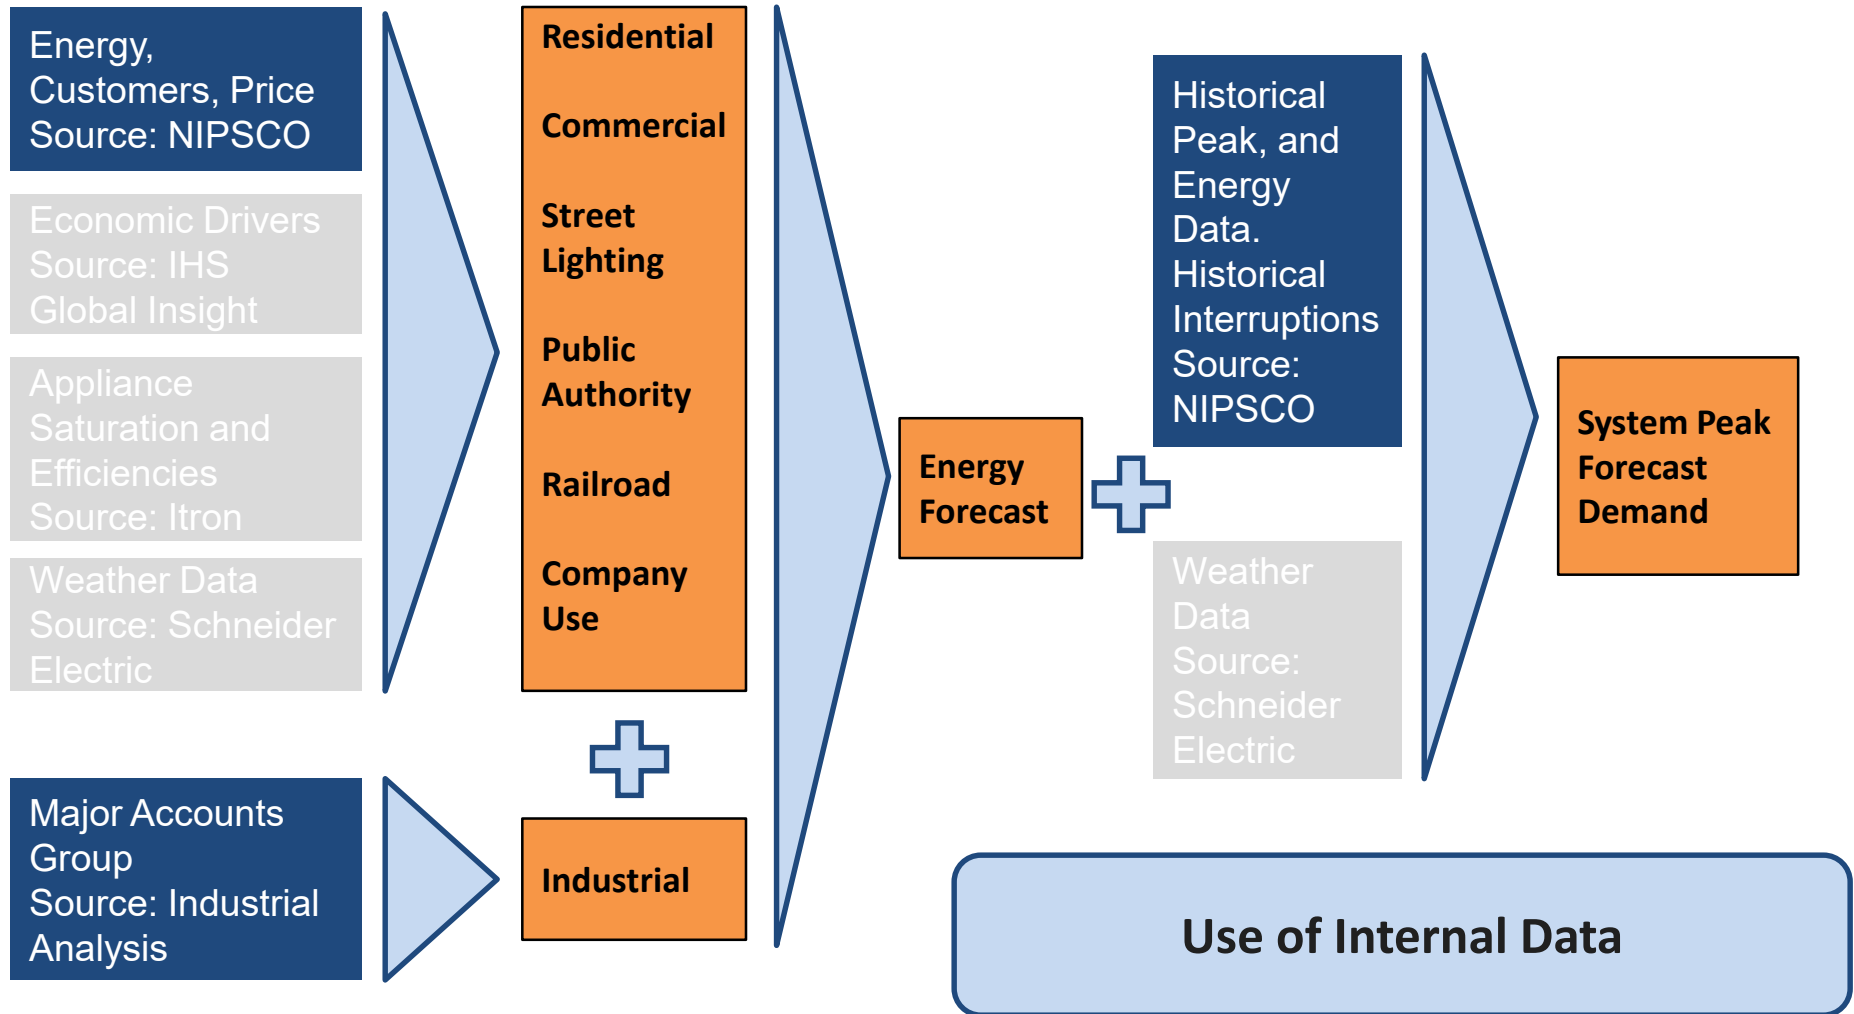 Energy,
Customers, Price
Source: NIPSCO
Economic Drivers
Source: IHS
Global Insight
Appliance
Saturation and
Efficiencies
Source: Itron
Weather Data
Source: Schneider
Electric
Major Accounts
Group
Source: Industrial
Analysis
Residential
Commercial
Street
Lighting
Public
Authority
Railroad
Company
Use
Industrial
Energy
Forecast
Historical
Peak, and
Energy
Data.
Historical
Interruptions
Source:
NIPSCO
Weather
Data
Source:
Schneider
Electric
System Peak
Forecast
Demand
Use of Internal Data